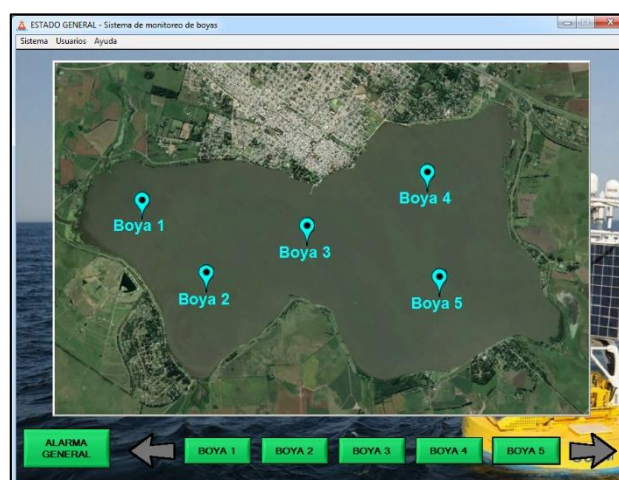 ESTADO GENERAL - Sistema de monitoreo de boyas
Sistema Usuarios Ayuda
Boya 1
Boya 4
Boya 3
Boya 2
Boya 5
ALARMA
GENERAL
BOYA 1 BOYA 2 BOYA 3 BOYA 4 BOYA 5